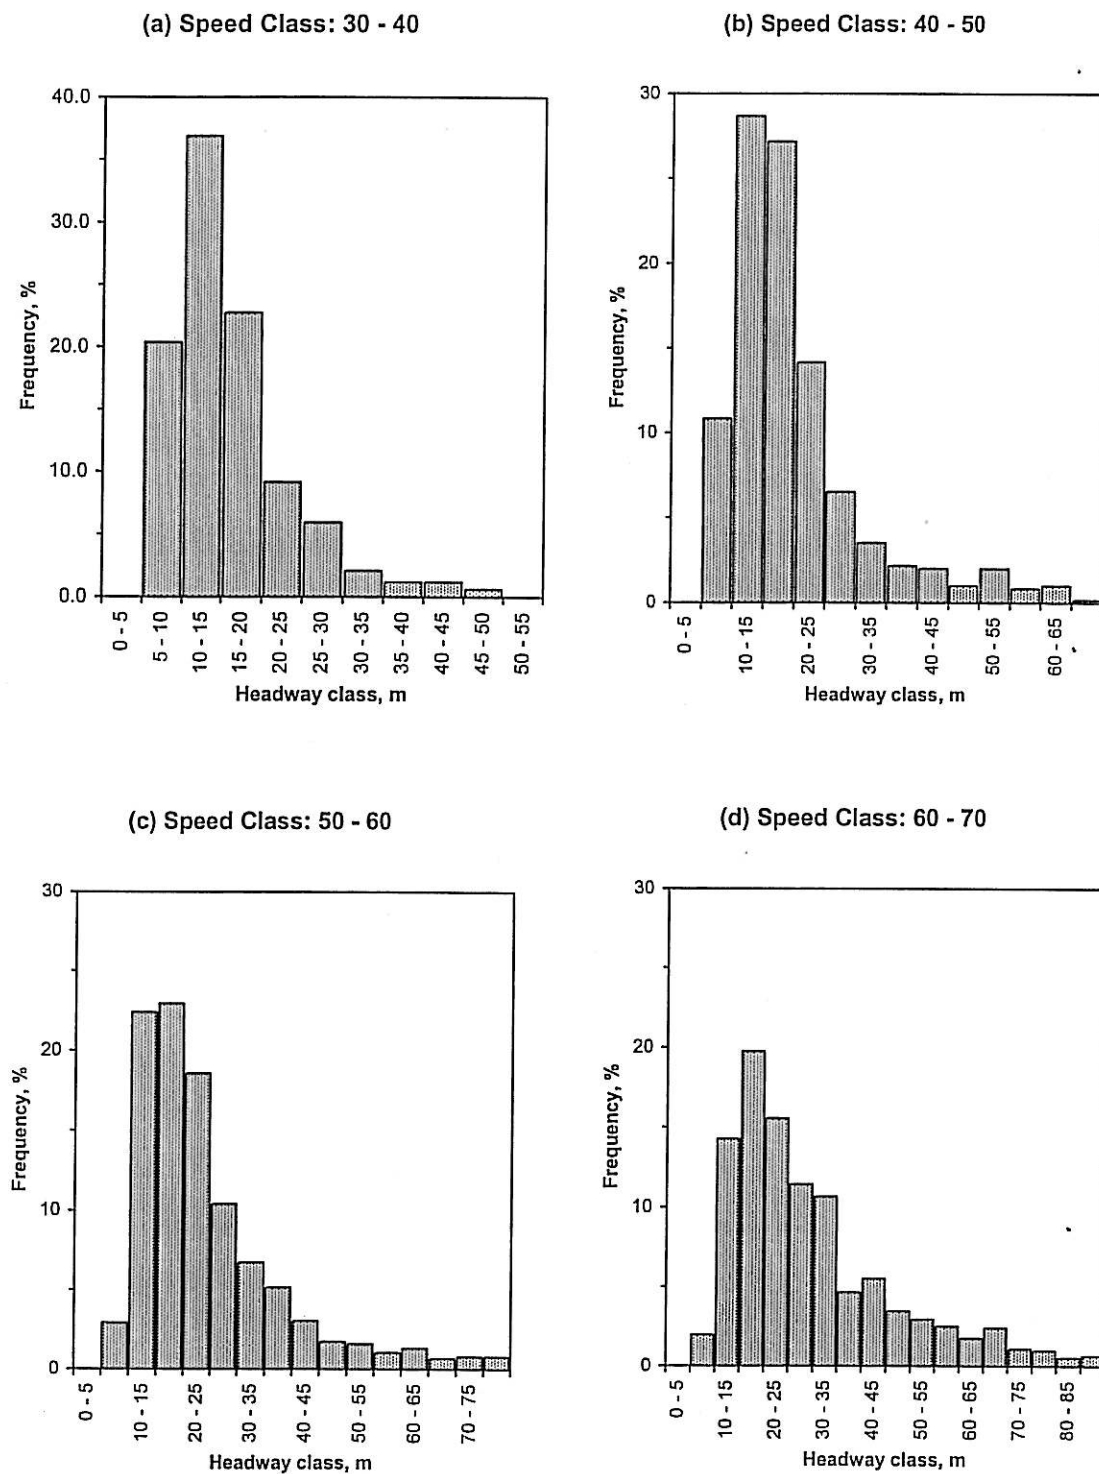 (a) Speed Class: 30 - 40
40.0
30.0
20.0
10.0
0.0
Frequency, %
0 - 5
5 - 10
10 - 15
15 - 20
20 - 25
25 - 30
30 - 35
35 - 40
40 - 45
45 - 50
50 - 55
Headway class, m
(b) Speed Class: 40 - 50
30
20
10
0
Frequency, %
0 - 5
10 - 15
20 - 25
30 - 35
40 - 45
50 - 55
60 - 65
Headway class, m
(c) Speed Class: 50 - 60
30
20
10
0
Frequency, %
0 - 5
10 - 15
20 - 25
30 - 35
40 - 45
50 - 55
60 - 65
70 - 75
Headway class, m
(d) Speed Class: 60 - 70
30
20
10
0
Frequency, %
0 - 5
10 - 15
20 - 25
30 - 35
40 - 45
50 - 55
60 - 65
70 - 75
80 - 85
Headway class, m